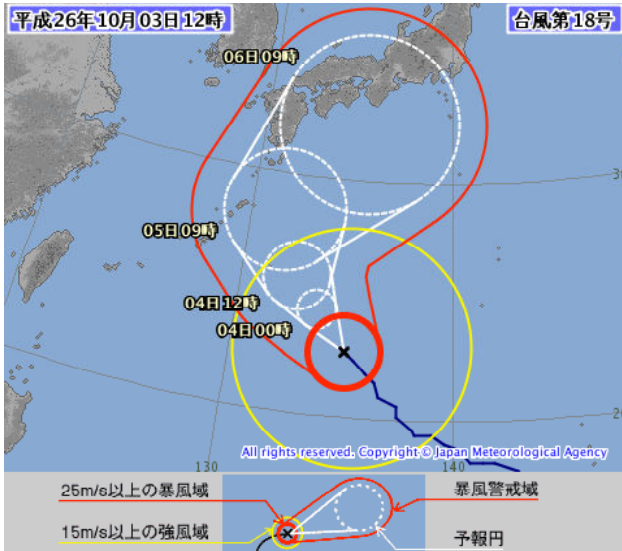 平成26年10月03日12時
台風第18号
06日09時
05日09時
04日12時
04日00時
130
140
20
All rights reserved. Copyright © Japan Meteorological Agency
25m/s以上の暴風域
暴風警戒域
15m/s以上の強風域
予報円